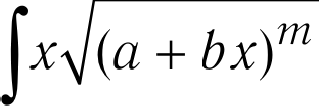 ∫x√(a + bx)^m